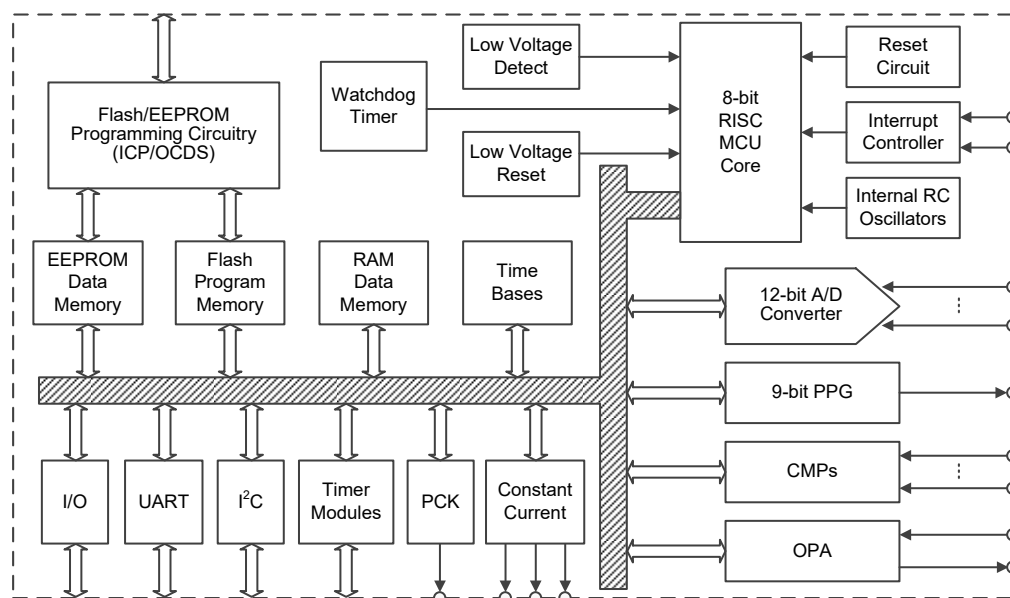 Flash/EEPROM
Programming Circuitry
(ICP/OCDS)
Watchdog
Timer
Low Voltage
Detect
Low Voltage
Reset
8-bit
RISC
MCU
Core
Reset
Circuit
Interrupt
Controller
Internal RC
Oscillators
EEPROM
Data
Memory
Flash
Program
Memory
RAM
Data
Memory
Time
Bases
12-bit A/D
Converter
9-bit PPG
CMPs
OPA
I/O
UART
I²C
Timer
Modules
PCK
Constant
Current